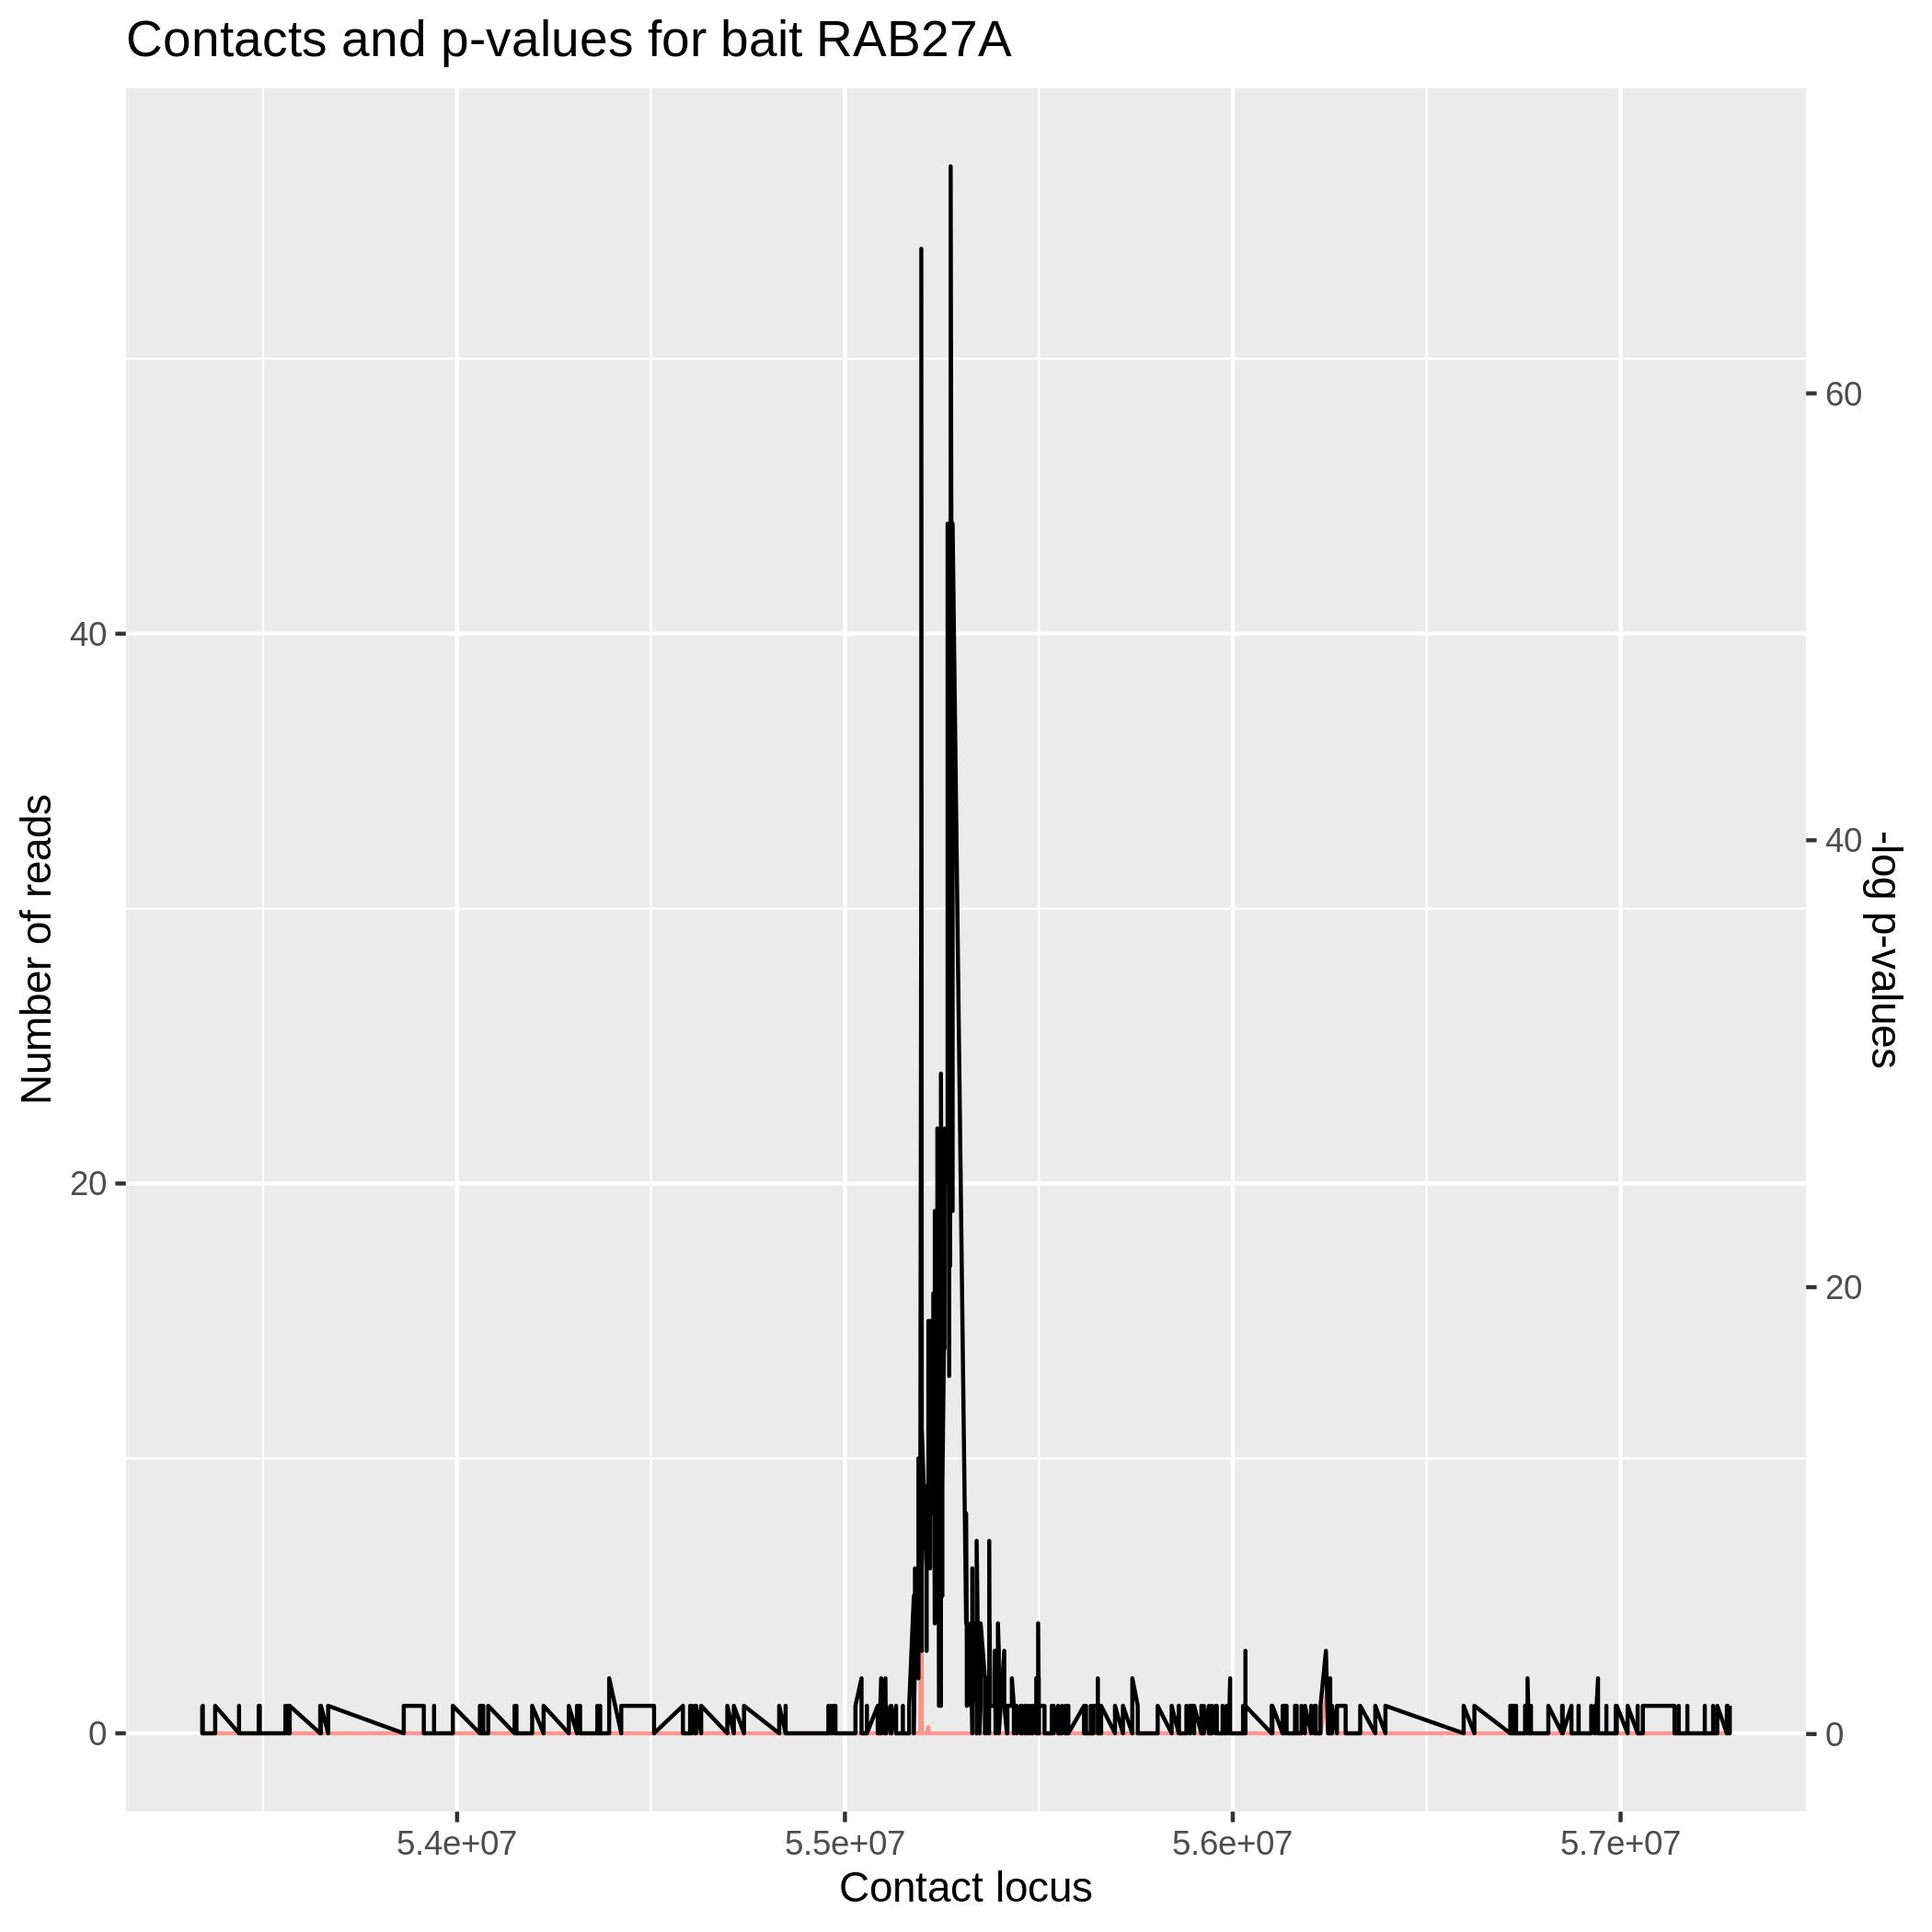 Contacts and p-values for bait RAB27A
Number of reads
40
20
0
60
40
20
0
-log p-values
5.4e+07
5.5e+07
5.6e+07
5.7e+07
Contact locus